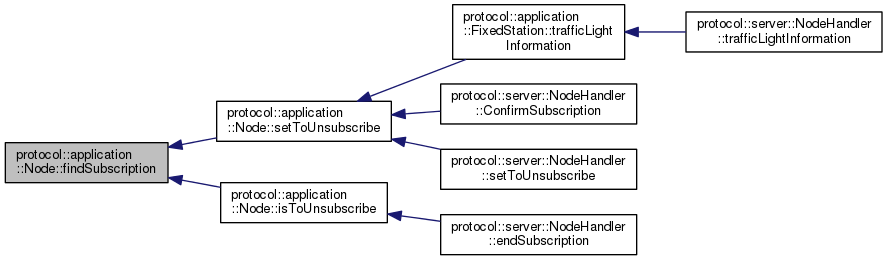 protocol::application
::FixedStation::trafficLight
Information
protocol::server::NodeHandler
::trafficLightInformation
protocol::server::NodeHandler
::ConfirmSubscription
protocol::application
::Node::setToUnsubscribe
protocol::application
::Node::findSubscription
protocol::server::NodeHandler
::setToUnsubscribe
protocol::application
::Node::isToUnsubscribe
protocol::server::NodeHandler
::endSubscription